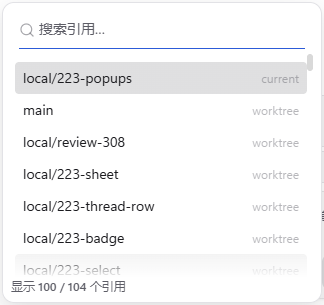 搜索引用...
local/223-popups current
main worktree
local/review-308 worktree
local/223-sheet worktree
local/223-thread-row worktree
local/223-badge worktree
local/223-select worktree
显示 100 / 104 个引用